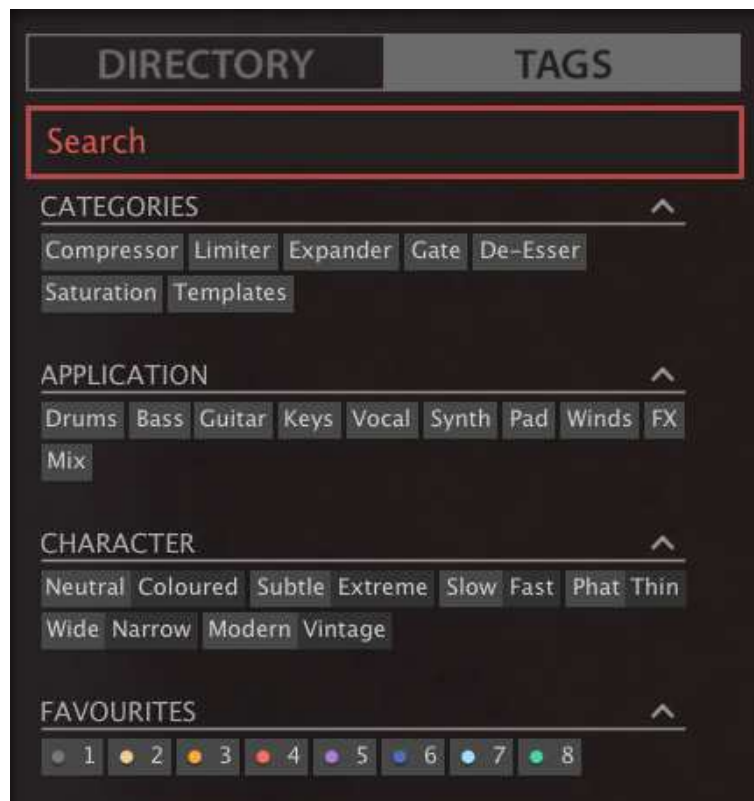 DIRECTORY TAGS
Search
CATEGORIES
Compressor Limiter Expander Gate De-Esser
Saturation Templates
APPLICATION
Drums Bass Guitar Keys Vocal Synth Pad Winds FX
Mix
CHARACTER
Neutral Coloured Subtle Extreme Slow Fast Phat Thin
Wide Narrow Modern Vintage
FAVOURITES
1 2 3 4 5 6 7 8